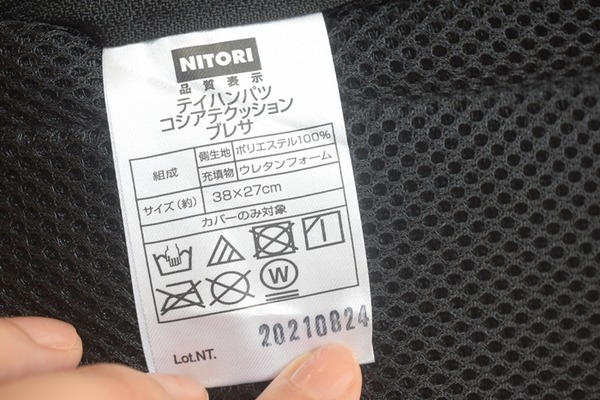 NITORI
品質表示
テイハンパツ
コシアテクッション
ブレサ
組成 側生地 ポリエステル100%
充填物 ウレタンフォーム
サイズ(約) 38×27cm
カバーのみ対象
W
Lot.NT. 20210824